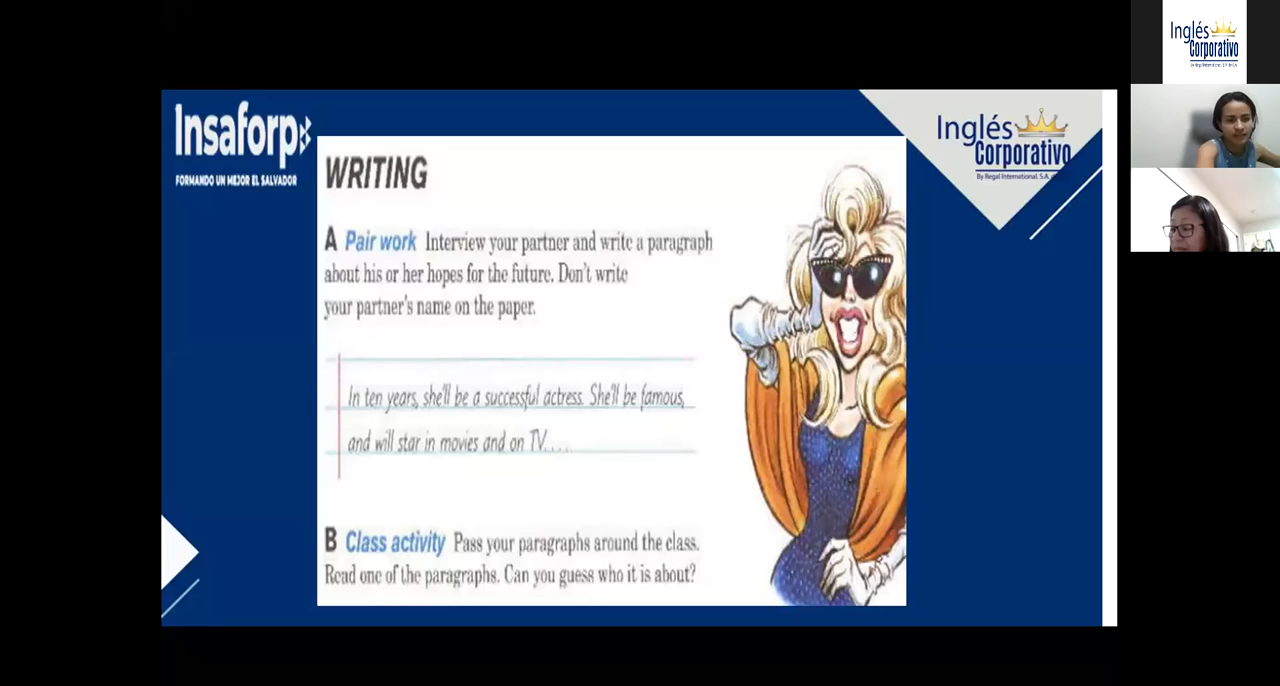 Insaforp
FORMANDO UN MEJOR EL SALVADOR
Inglés
Corporativo
By Regal International, S.A.
WRITING
A Pair work Interview your partner and write a paragraph
about his or her hopes for the future. Don't write
your partner's name on the paper.
In ten years, she'll be a successful actress. She'll be famous,
and will star in movies and on TV....
B Class activity Pass your paragraphs around the class.
Read one of the paragraphs. Can you guess who it is about?
Inglés
Corporativo